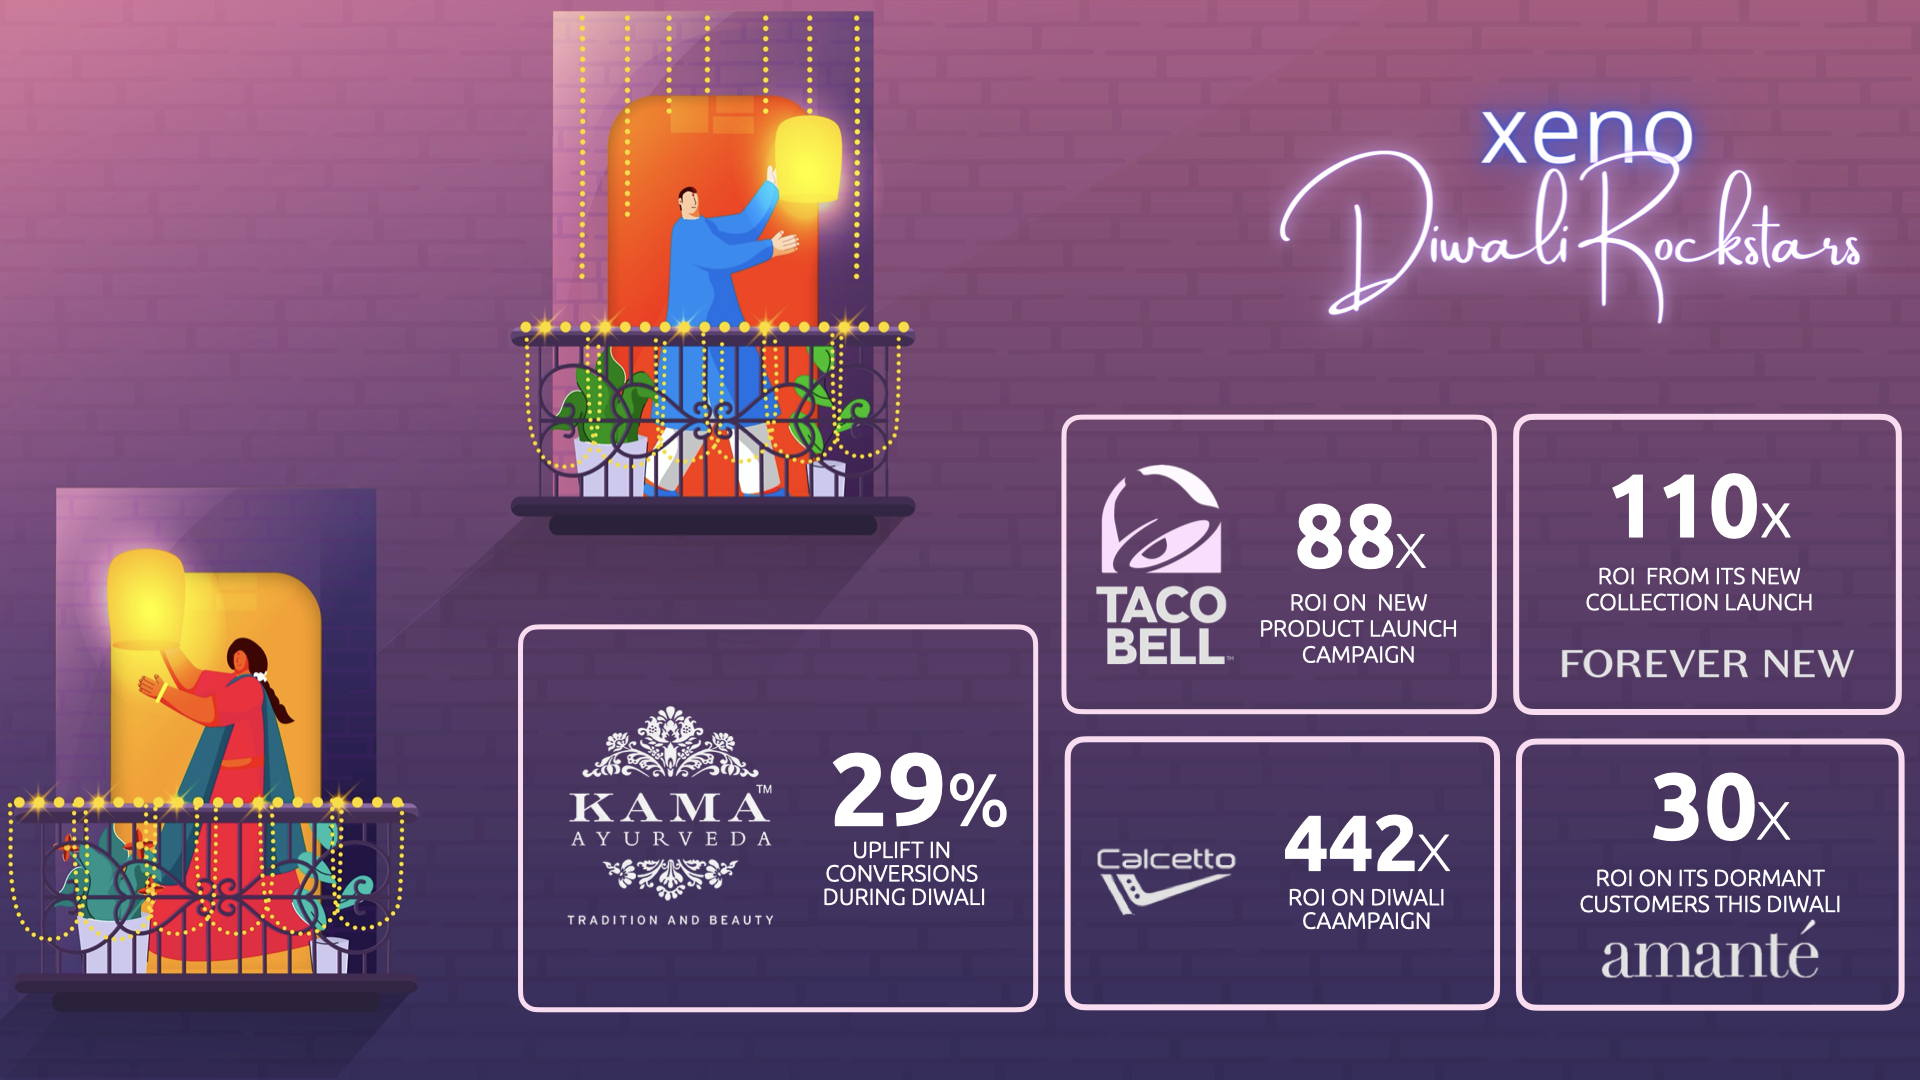 xeno
Diwali Rockstars
TACO
BELL™
88X
ROI ON NEW
PRODUCT LAUNCH
CAMPAIGN
110X
ROI FROM ITS NEW
COLLECTION LAUNCH
FOREVER NEW
KAMA™
AYURVEDA
TRADITION AND BEAUTY
29%
UPLIFT IN
CONVERSIONS
DURING DIWALI
Calcetto
442X
ROI ON DIWALI
CAAMPAIGN
30X
ROI ON ITS DORMANT
CUSTOMERS THIS DIWALI
amanté